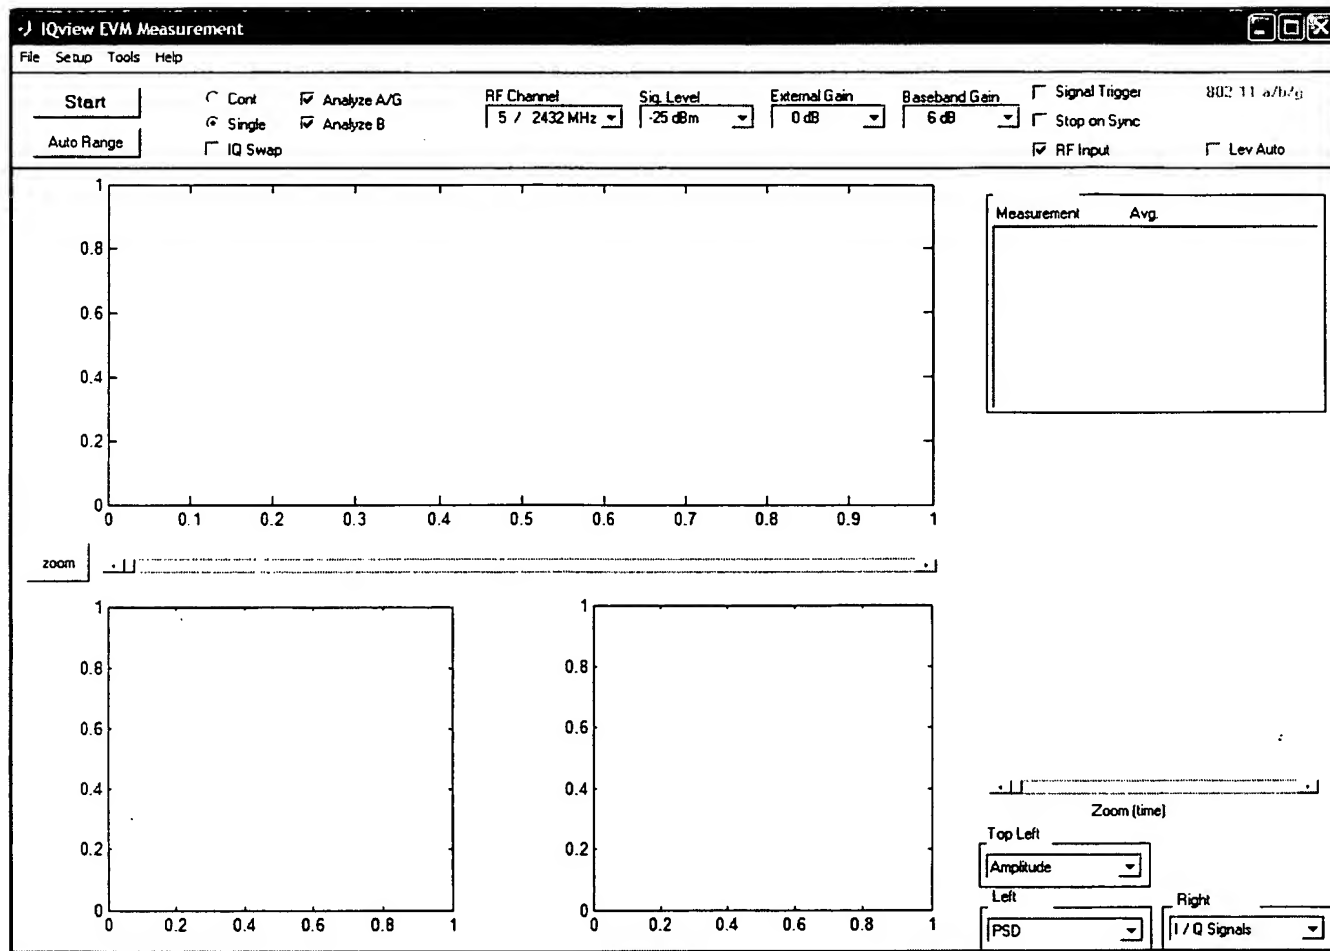 IQview EVM Measurement
File Setup Tools Help
Start
Auto Range
Cont
Single
IQ Swap
Analyze A/G
Analyze B
RF Channel
5 / 2432 MHz
Sig. Level
-25 dBm
External Gain
0 dB
Baseband Gain
6 dB
Signal Trigger
Stop on Sync
RF Input
802.11 a/b/g
Lev Auto
1
0.8
0.6
0.4
0.2
0
0 0.1 0.2 0.3 0.4 0.5 0.6 0.7 0.8 0.9 1
Measurement Avg.
zoom
1
0.8
0.6
0.4
0.2
0
0 0.2 0.4 0.6 0.8 1
1
0.8
0.6
0.4
0.2
0
0 0.2 0.4 0.6 0.8 1
Zoom (time)
Top Left
Amplitude
Left
PSD
Right
I / Q Signals